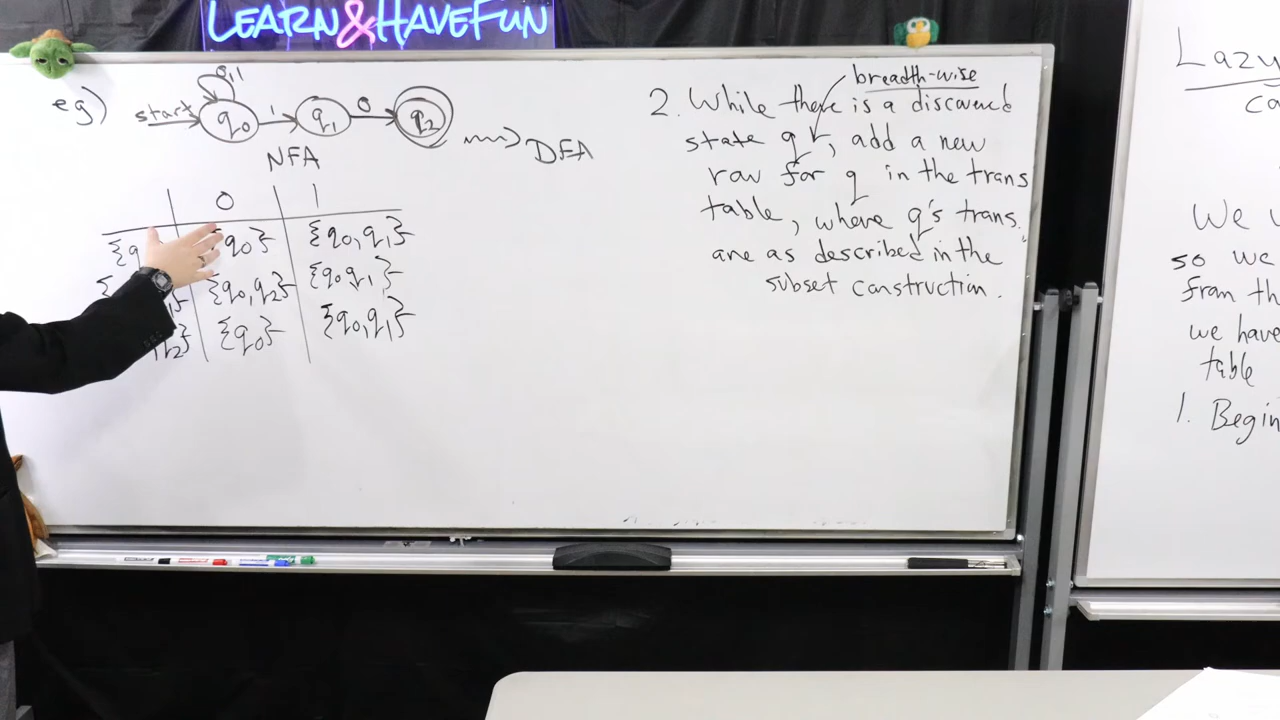 LEARN&HAVEFUN
eg)
start
0,1
q0
1
q1
0
q2
NFA
DFA
0 1
{q q0} {q0,q1}
{ {q0,q2} {q0,q1}
q2} {q0} {q0,q1}
breadth-wise
2. While there is a discovered
state q, add a new
row for q in the trans
table, where q's trans.
are as described in the
subset construction.
Lazy
We
so we
from th
we have
table
1. Begin